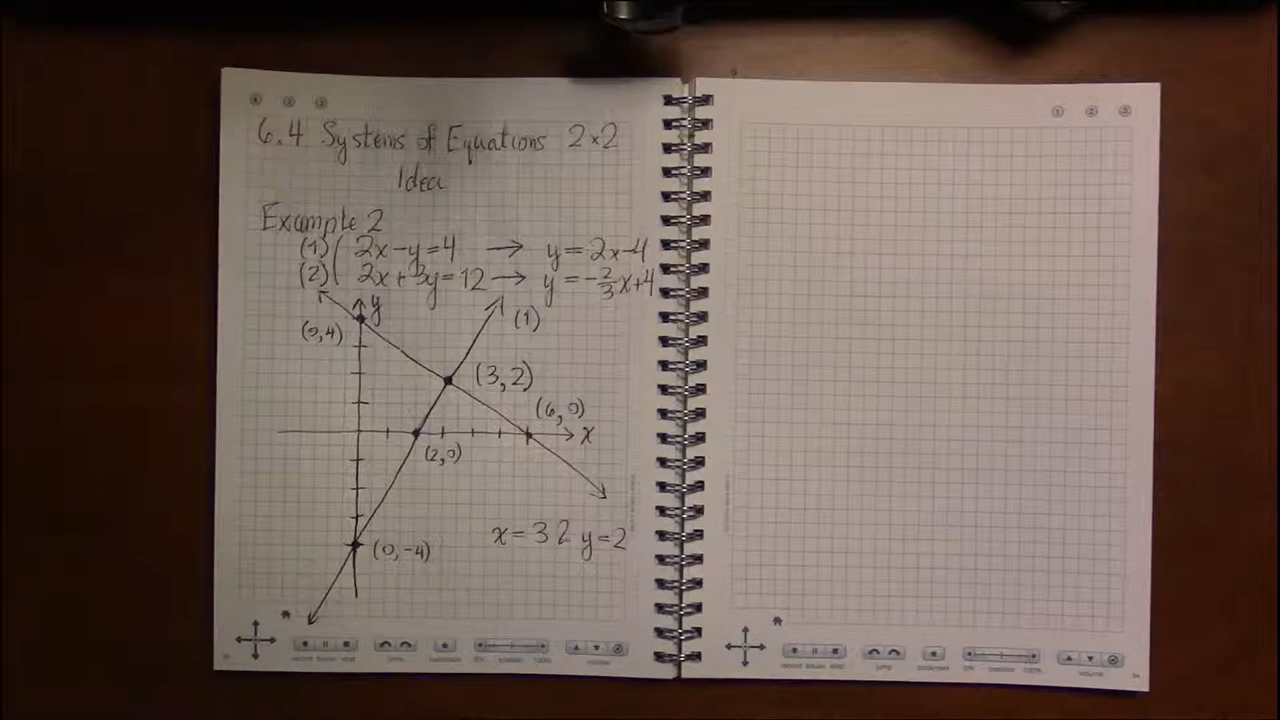 6.4 Systems of Equations 2×2
Idea
Example 2
(1) 2x-y=4 → y=2x-4
(2) 2x+3y=12 → y=-2/3x+4
y
(1)
(0,4)
(3,2)
(6,0)
x
(2,0)
x=3 & y=2
(0,-4)